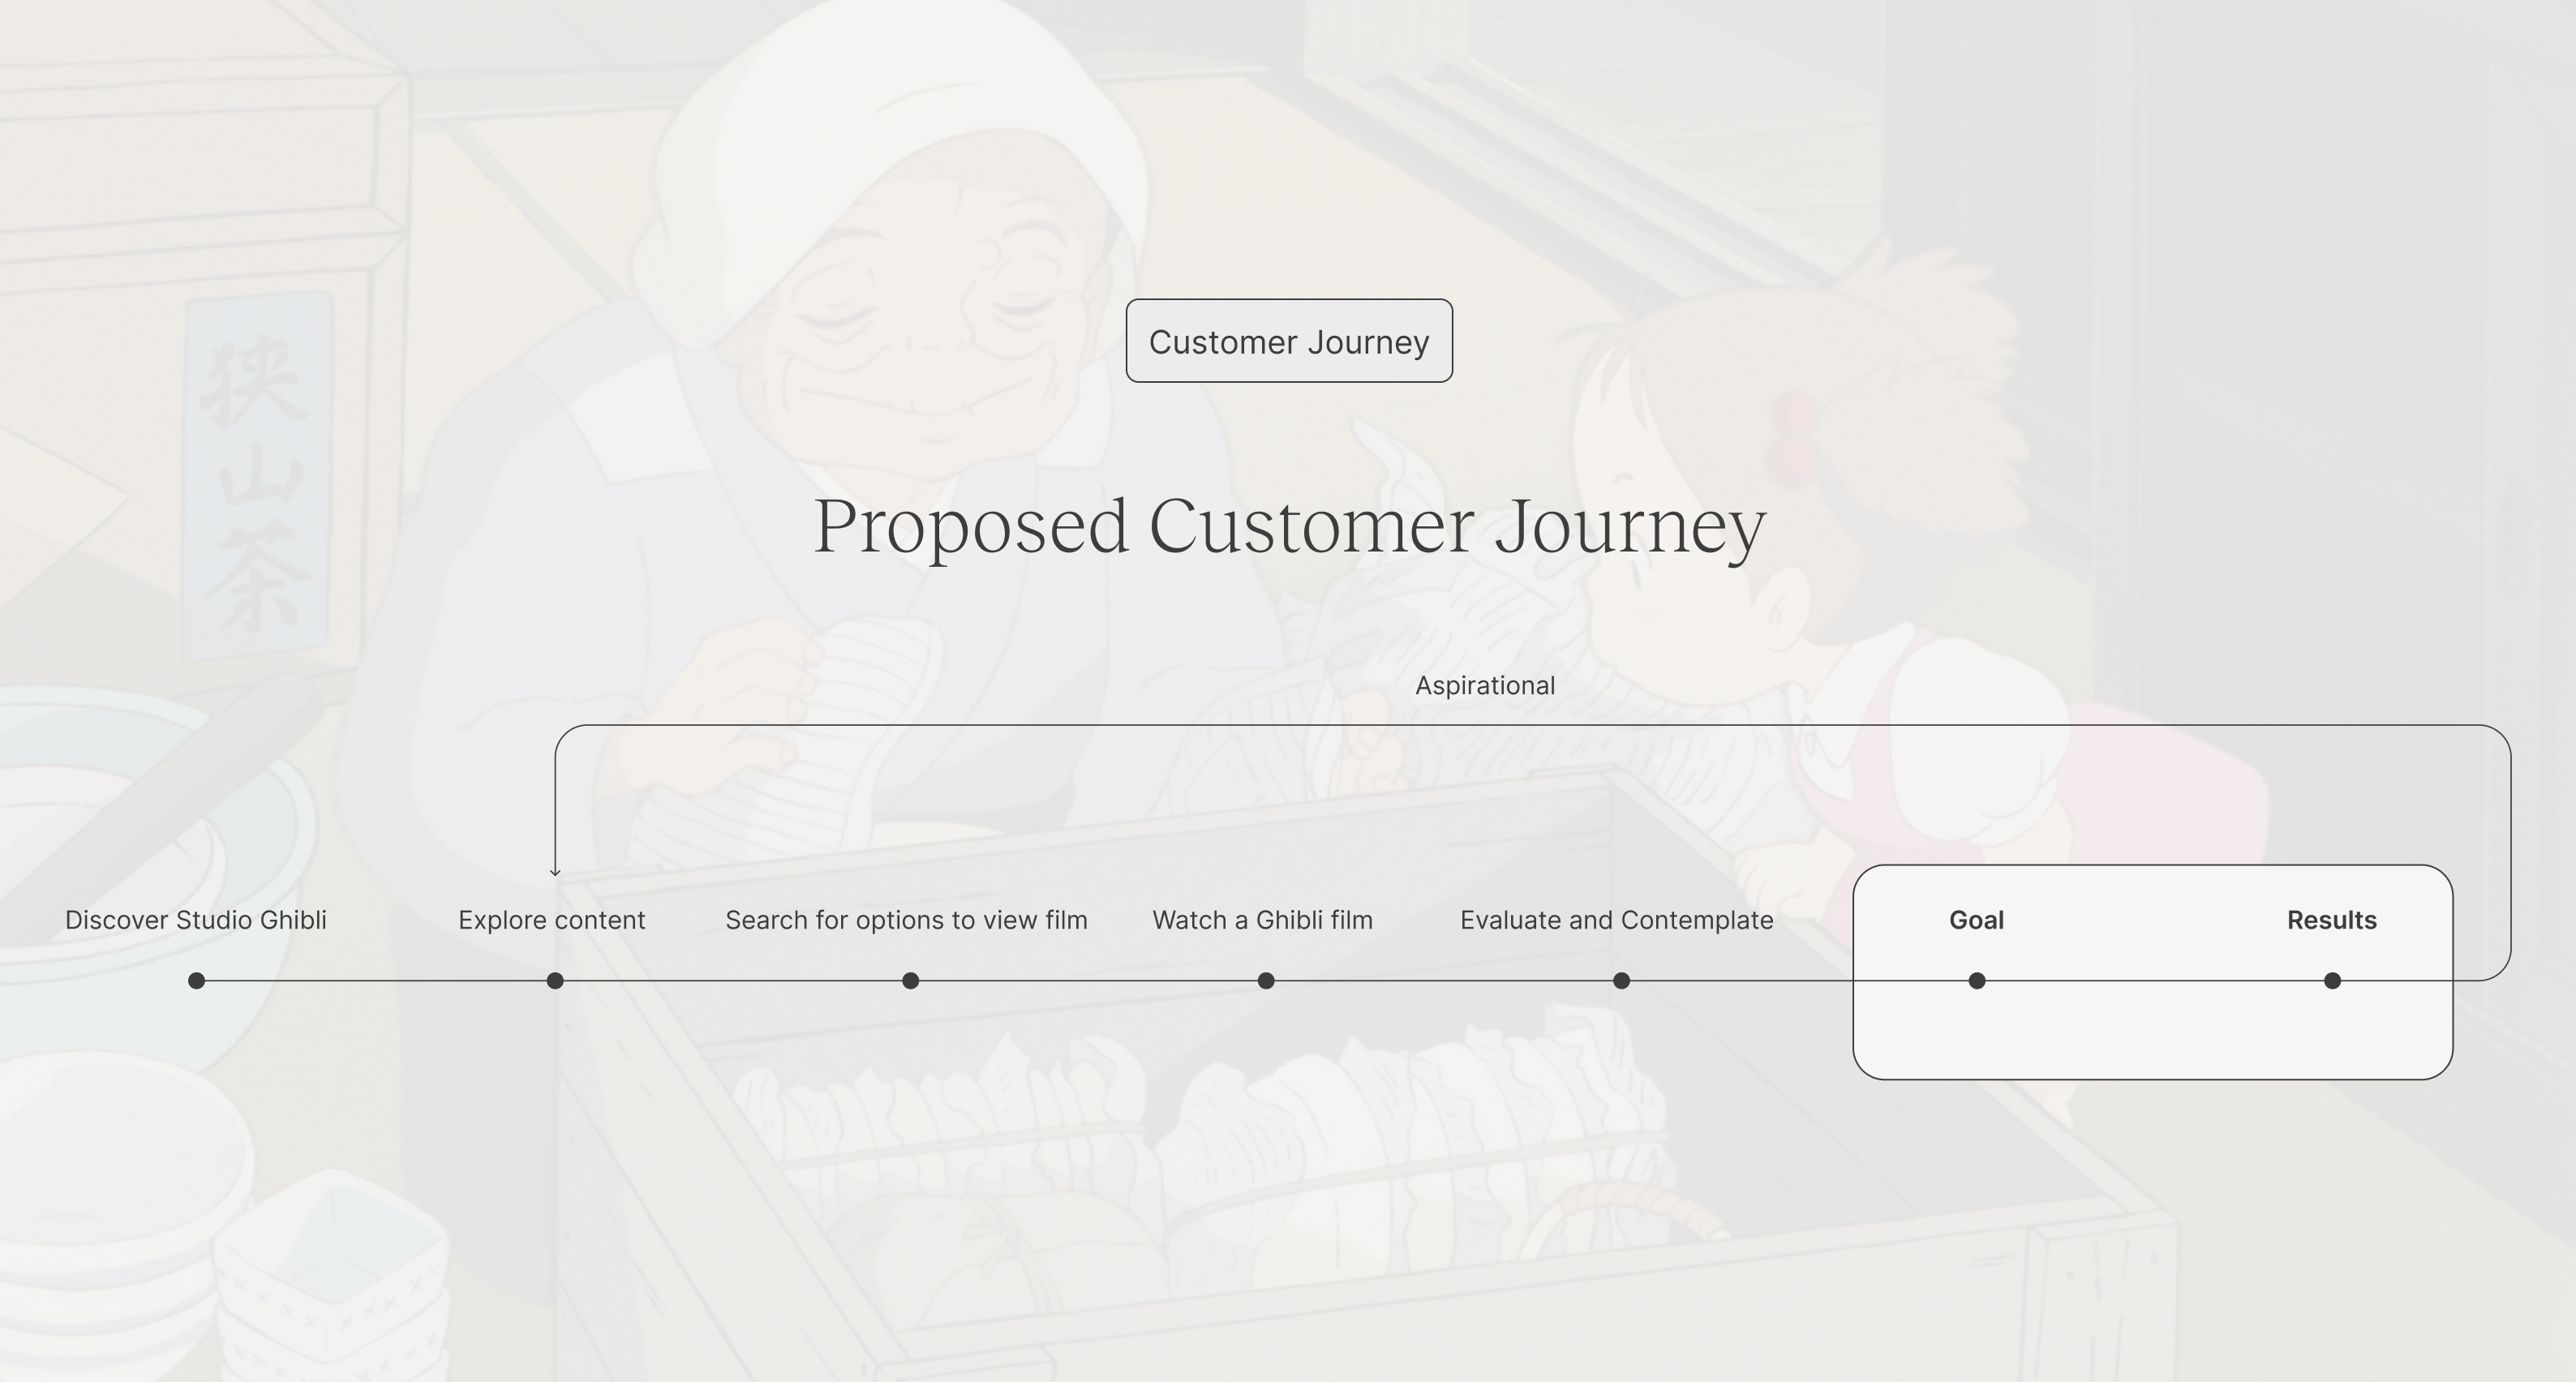 Customer Journey
Proposed Customer Journey
Aspirational
Discover Studio Ghibli
Explore content
Search for options to view film
Watch a Ghibli film
Evaluate and Contemplate
Goal
Results
狭
山
茶